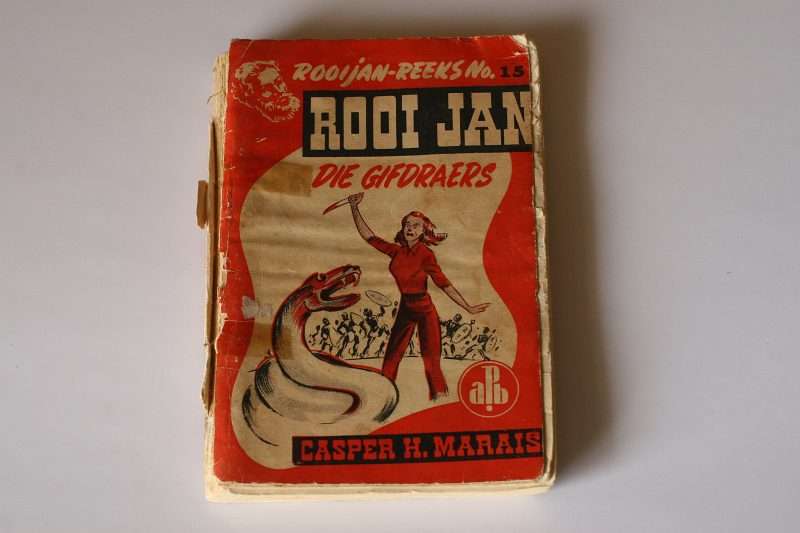 ROOIJAN-REEKS No. 15
ROOI JAN
DIE GIFDRAERS
aPb
CASPER H. MARAIS